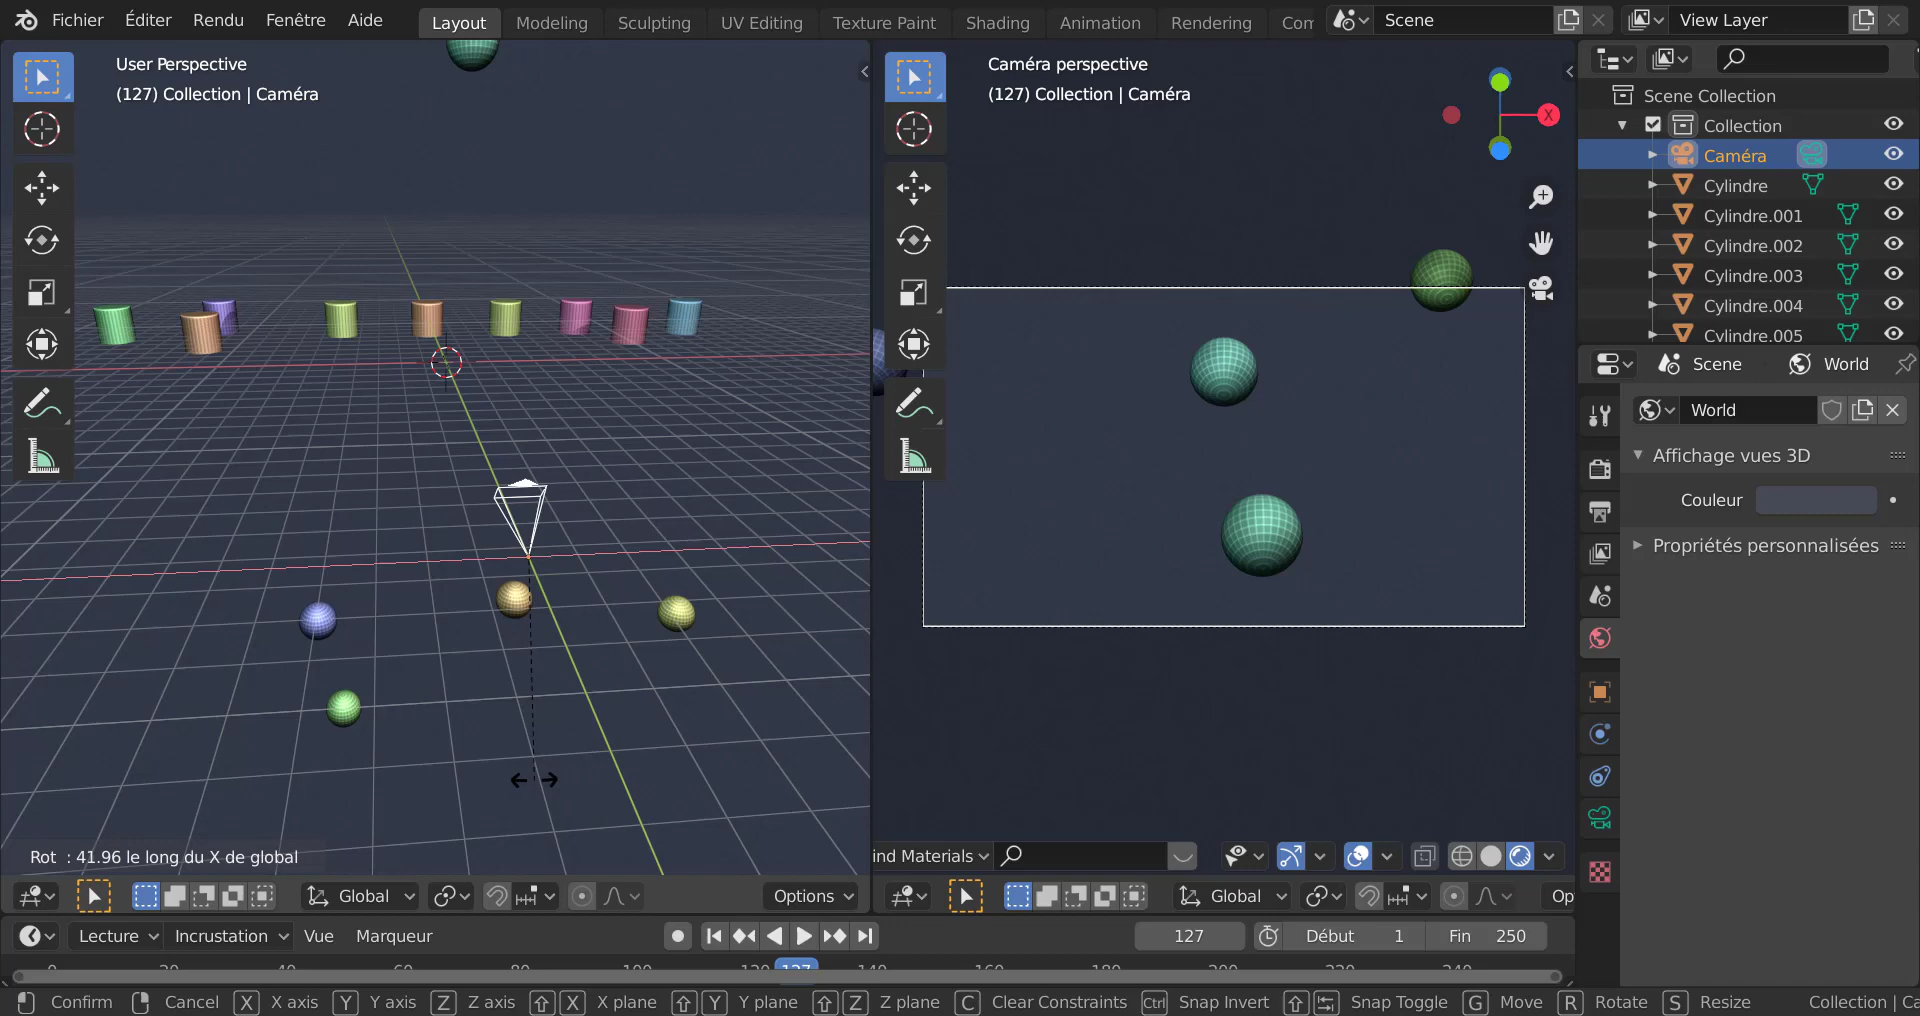 Fichier Éditer Rendu Fenêtre Aide Layout Modeling Sculpting UV Editing Texture Paint Shading Animation Rendering Com Scene View Layer
User Perspective
(127) Collection | Caméra
Caméra perspective
(127) Collection | Caméra
X
Scene Collection
Collection
Caméra
Cylindre
Cylindre.001
Cylindre.002
Cylindre.003
Cylindre.004
Cylindre.005
Scene World
World
Affichage vues 3D
Couleur
Propriétés personnalisées
Rot : 41.96 le long du X de global
ind Materials
Global Options
Global Op
Lecture Incrustation Vue Marqueur 127 Début 1 Fin 250
0 20 40 60 80 100 120 127 140 160 180 200 220 240
Confirm Cancel X X axis Y Y axis Z Z axis X X plane Y Y plane Z Z plane C Clear Constraints Ctrl Snap Invert Snap Toggle G Move R Rotate S Resize Collection | Ca